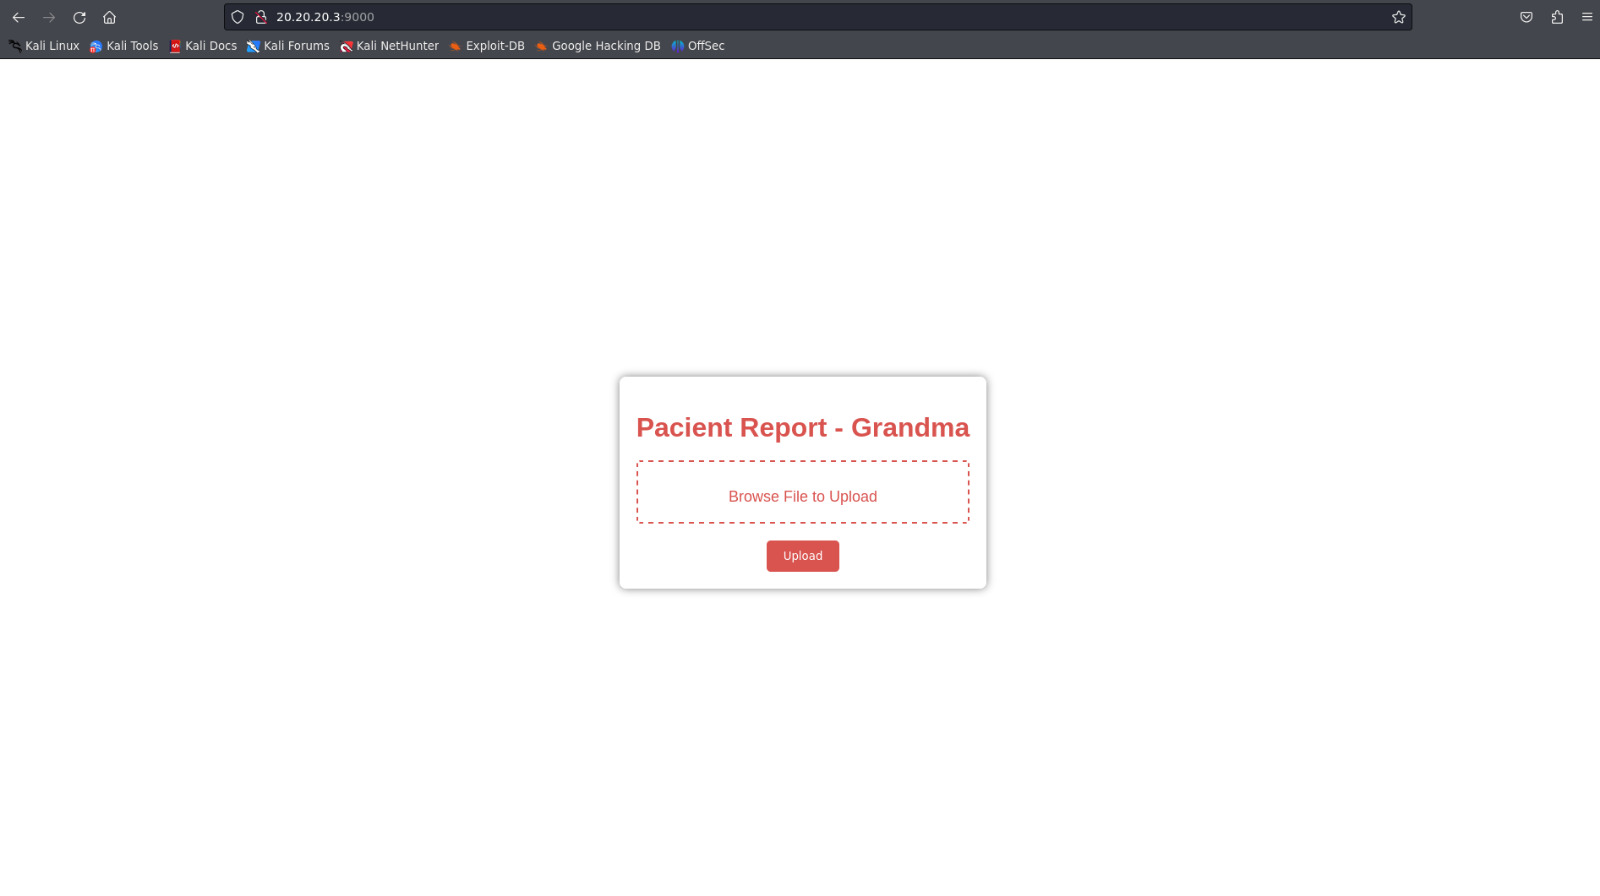 20.20.20.3:9000
Kali Linux Kali Tools Kali Docs Kali Forums Kali NetHunter Exploit-DB Google Hacking DB OffSec
Pacient Report - Grandma
Browse File to Upload
Upload